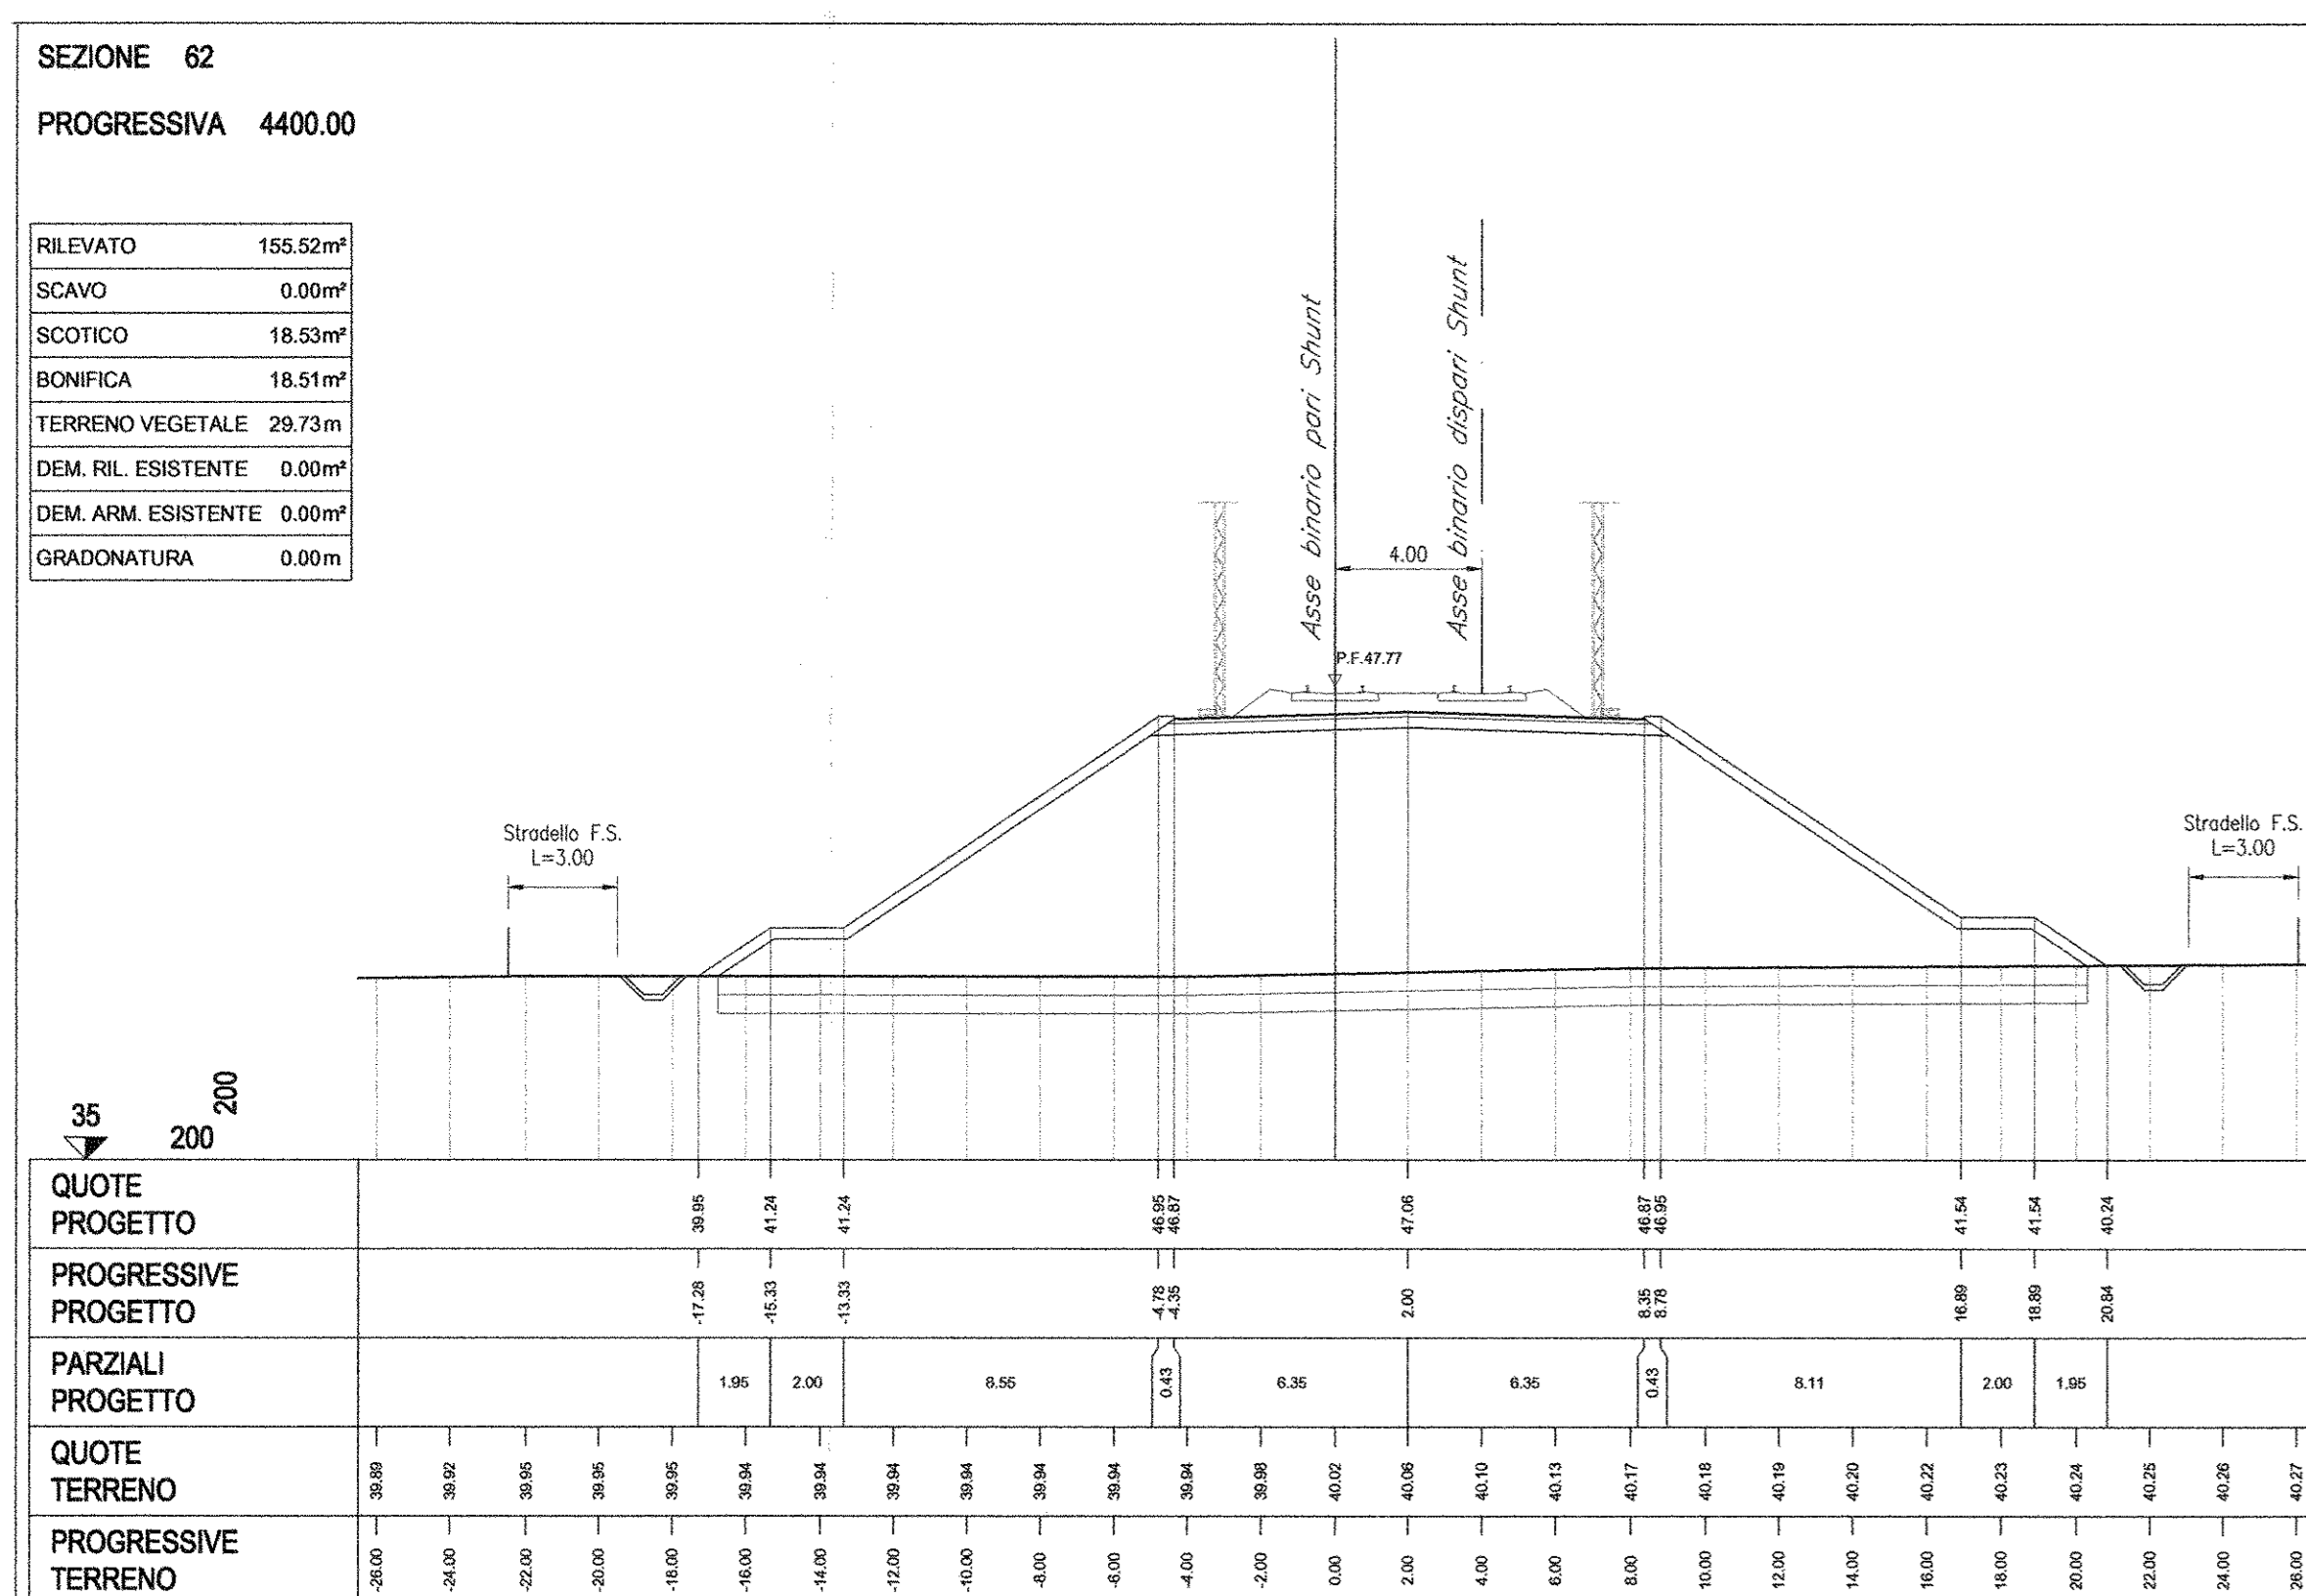 SEZIONE 62
PROGRESSIVA 4400.00
RILEVATO 155.52m²
SCAVO 0.00m²
SCOTICO 18.53m²
BONIFICA 18.51m²
TERRENO VEGETALE 29.73m
DEM. RIL. ESISTENTE 0.00m²
DEM. ARM. ESISTENTE 0.00m²
GRADONATURA 0.00m
Asse binario pari Shunt
Asse binario dispari Shunt
4.00
P.F.47.77
Stradello F.S.
L=3.00
Stradello F.S.
L=3.00
35
200
200
QUOTE
PROGETTO
39.95 41.24 41.24 46.95 46.87 47.06 46.87 46.95 41.54 41.54 40.24
PROGRESSIVE
PROGETTO
-17.28 -15.33 -13.33 -4.78 -4.35 2.00 8.35 8.78 16.89 18.89 20.84
PARZIALI
PROGETTO
1.95 2.00 8.55 0.43 6.35 6.35 0.43 8.11 2.00 1.95
QUOTE
TERRENO
39.89 39.92 39.95 39.95 39.95 39.94 39.94 39.94 39.94 39.94 39.94 39.94 39.98 40.02 40.06 40.10 40.13 40.17 40.18 40.19 40.20 40.22 40.23 40.24 40.25 40.26 40.27
PROGRESSIVE
TERRENO
-26.00 -24.00 -22.00 -20.00 -18.00 -16.00 -14.00 -12.00 -10.00 -8.00 -6.00 -4.00 -2.00 0.00 2.00 4.00 6.00 8.00 10.00 12.00 14.00 16.00 18.00 20.00 22.00 24.00 26.00